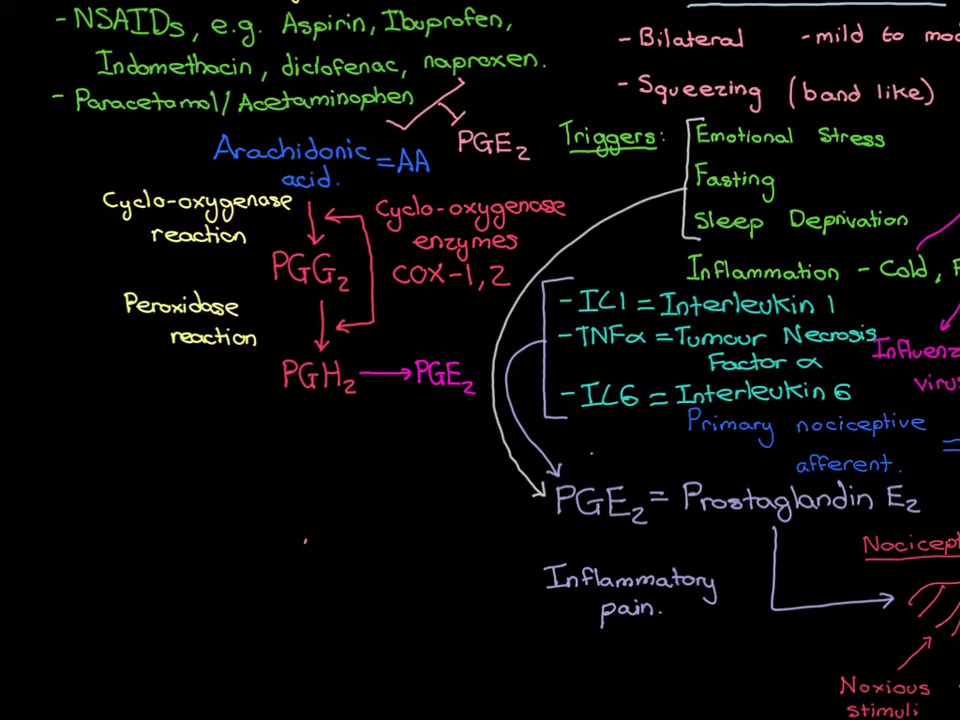 - NSAIDs, e.g. Aspirin, Ibuprofen,
Indomethacin, diclofenac, naproxen.
- Paracetamol/Acetaminophen
PGE2
Arachidonic = AA
acid.
Cyclo-oxygenase
reaction
Cyclo-oxygenase
enzymes
COX-1,2
PGG2
Peroxidase
reaction
PGH2 → PGE2
- Bilateral - mild to mod
- Squeezing (band like)
Triggers:
Emotional Stress
Fasting
Sleep Deprivation
Inflammation - Cold, F
- IL1 = Interleukin 1
- TNFα = Tumour Necrosis
Factor α
- IL6 = Interleukin 6
Influenz
virus
Primary nociceptive
afferent. =
PGE2 = Prostaglandin E2
Inflammatory
pain.
Nocicept
Noxious
stimuli